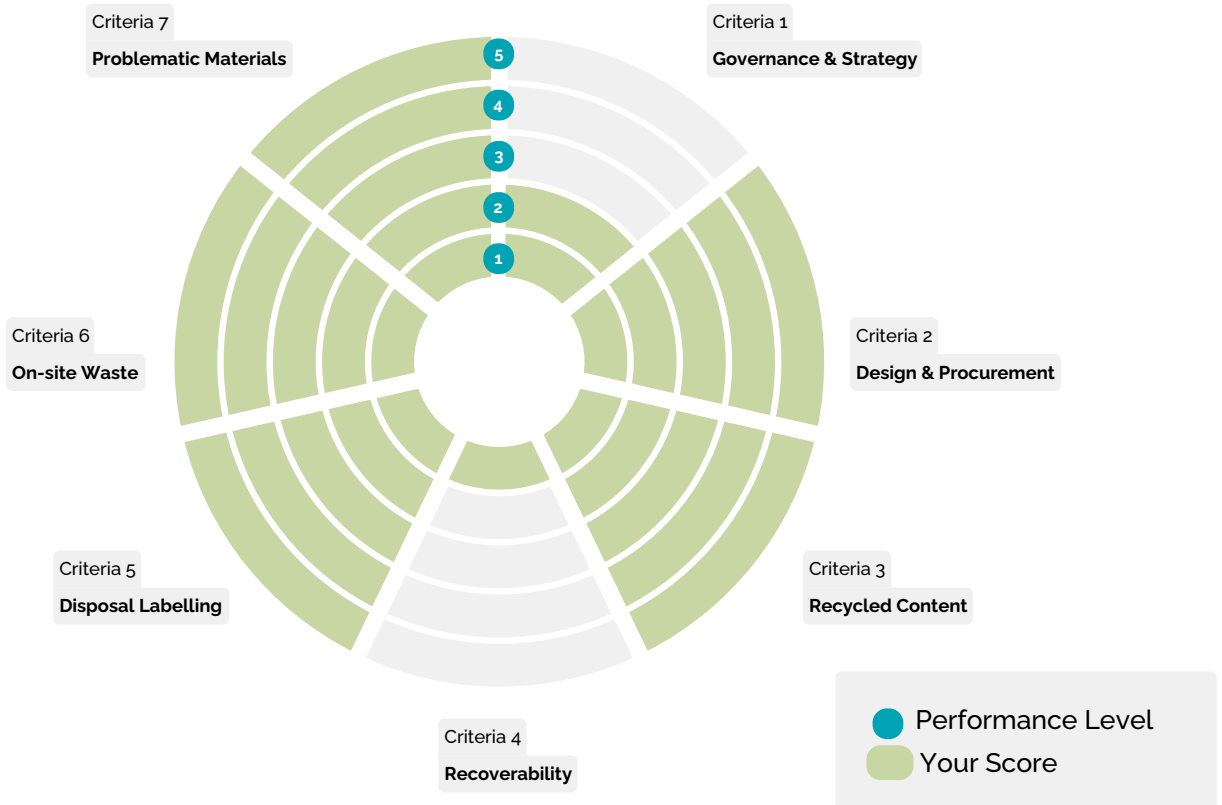 Criteria 7
Problematic Materials
Criteria 1
Governance & Strategy
5
4
3
2
1
Criteria 6
On-site Waste
Criteria 2
Design & Procurement
Criteria 5
Disposal Labelling
Criteria 3
Recycled Content
Criteria 4
Recoverability
Performance Level
Your Score